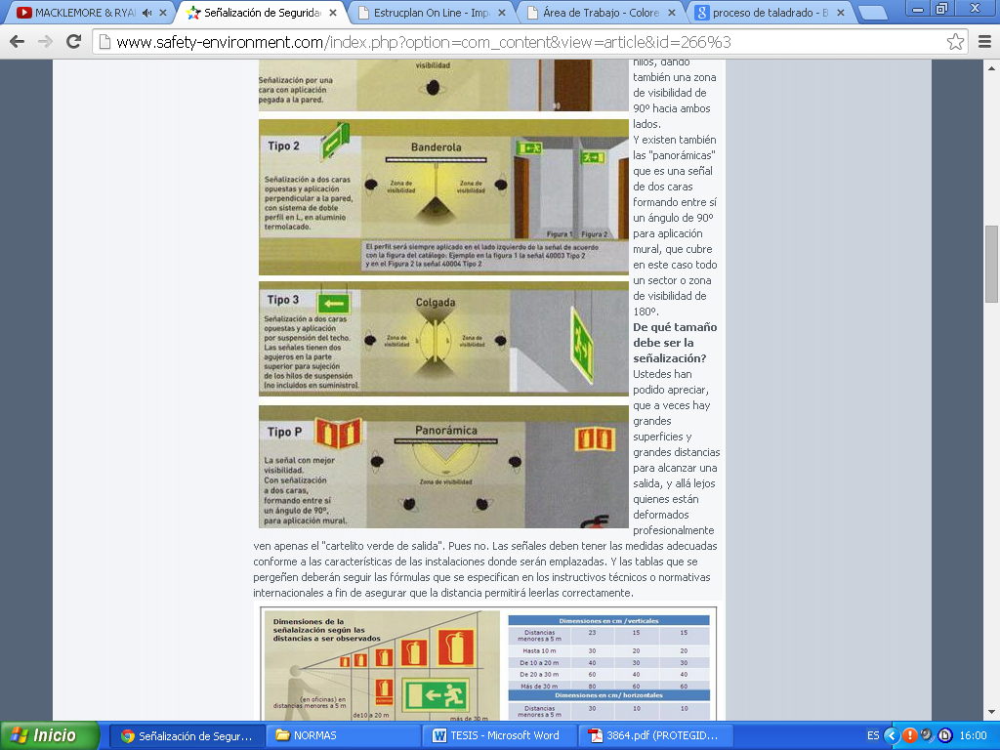 MACKLEMORE & RYA
Señalización de Segurida
Estrucplan On Line - Imp
Área de Trabajo - Colore
proceso de taladrado - B
www.safety-environment.com/index.php?option=com_content&view=article&id=266%3
visibilidad
Señalización por una
cara con aplicación
pegada a la pared.
Tipo 2
Banderola
Señalización a dos caras
opuestas y aplicación
perpendicular a la pared,
con sistema de doble
perfil en L, en aluminio
termolacado.
Zona de
visibilidad
Zona de
visibilidad
Figura 1
Figura 2
El perfil será siempre aplicado en el lado izquierdo de la señal de acuerdo
con la figura del catálogo. Ejemplo en la figura 1 la señal 40003 Tipo 2
y en el Figura 2 la señal 40004 Tipo 2
Tipo 3
Colgada
Señalización a dos caras
opuestas y aplicación
por suspensión del techo.
Las señales tienen dos
agujeros en la parte
superior para sujeción
de los hilos de suspensión
(no incluidos en suministro).
Zona de
visibilidad
Zona de
visibilidad
Tipo P
Panorámica
La señal con mejor
visibilidad.
Con señalización
a dos caras,
formando entre sí
un ángulo de 90º,
para aplicación mural.
Zona de visibilidad
hilos, dando
también una zona
de visibilidad de
90º hacia ambos
lados.
Y existen también
las "panorámicas"
que es una señal
de dos caras
formando entre sí
un ángulo de 90º
para aplicación
mural, que cubre
en este caso todo
un sector o zona
de visibilidad de
180º.
De qué tamaño
debe ser la
señalización?
Ustedes han
podido apreciar,
que a veces hay
grandes
superficies y
grandes distancias
para alcanzar una
salida, y allá lejos
quienes están
deformados
profesionalmente
ven apenas el "cartelito verde de salida". Pues no. Las señales deben tener las medidas adecuadas
conforme a las características de las instalaciones donde serán emplazadas. Y las tablas que se
pergeñen deberán seguir las fórmulas que se especifican en los instructivos técnicos o normativas
internacionales a fin de asegurar que la distancia permitirá leerlas correctamente.
Dimensiones de la
señalaización según las
distancias a ser observados
(en oficinas) en
distancias menores a 5 m
de10 a 20 m
más de 30 m
Dimensiones en cm /verticales
Distancias
menores a 5 m 23 15 15
Hasta 10 m 30 20 20
De 10 a 20 m 40 30 30
De 20 a 30 m 60 40 40
Más de 30 m 80 60 60
Dimensiones en cm/ horizontales
Distancias
menores a 5 m 30 10 10
Inicio
Señalización de Segur...
NORMAS
TESIS - Microsoft Word
3864.pdf (PROTEGID...
ES
16:00